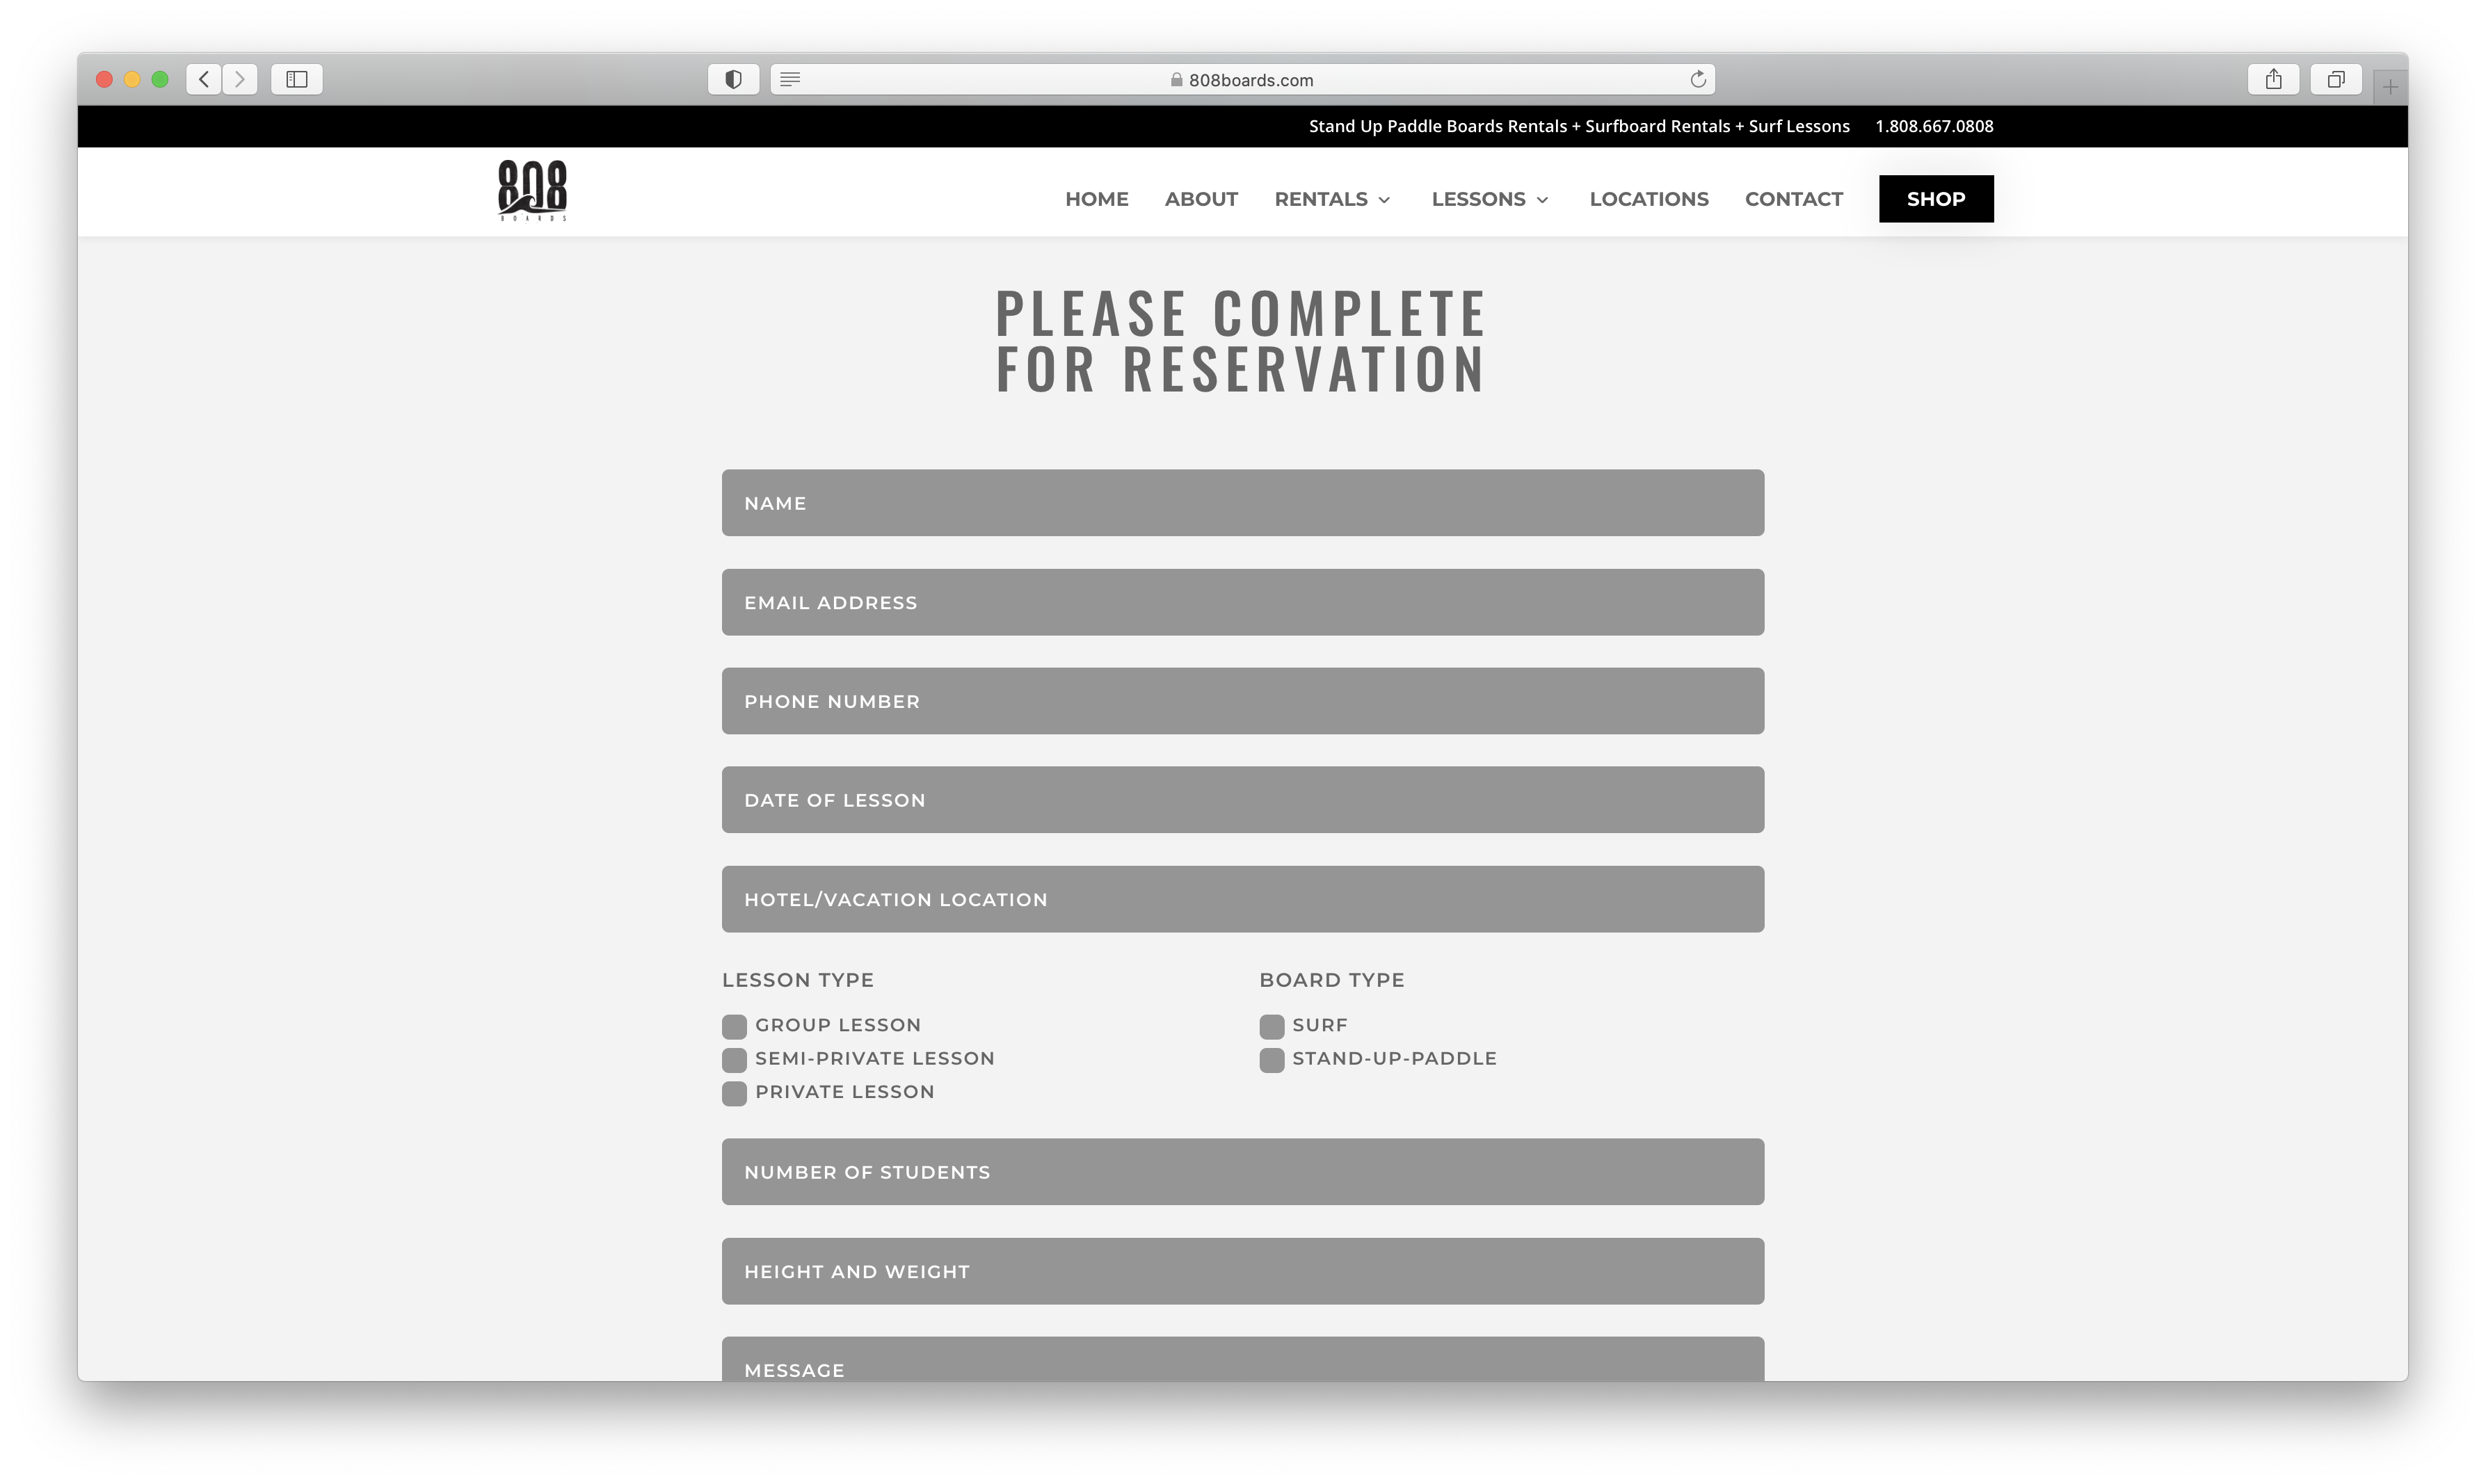 808boards.com
Stand Up Paddle Boards Rentals + Surfboard Rentals + Surf Lessons 1.808.667.0808
808
BOARDS
HOME ABOUT RENTALS LESSONS LOCATIONS CONTACT SHOP
PLEASE COMPLETE
FOR RESERVATION
NAME
EMAIL ADDRESS
PHONE NUMBER
DATE OF LESSON
HOTEL/VACATION LOCATION
LESSON TYPE
GROUP LESSON
SEMI-PRIVATE LESSON
PRIVATE LESSON
BOARD TYPE
SURF
STAND-UP-PADDLE
NUMBER OF STUDENTS
HEIGHT AND WEIGHT
MESSAGE